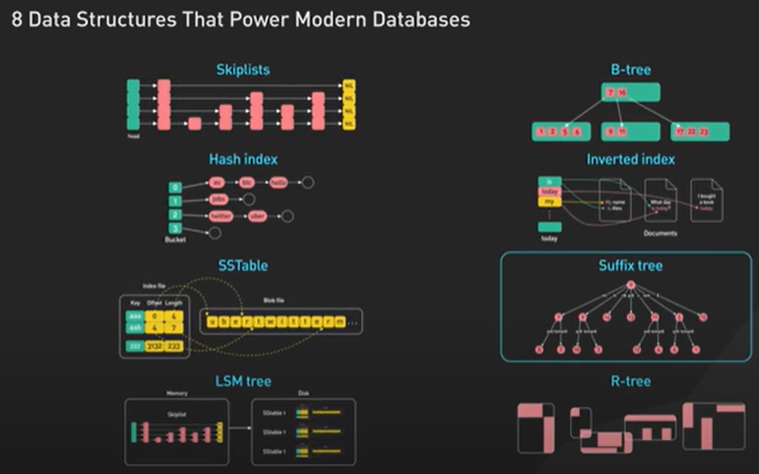 8 Data Structures That Power Modern Databases
Skiplists
NIL
NIL
NIL
NIL
head
B-tree
7 16
1 2 5 6
9 11
17 22 23
Hash index
0
1
2
3
Bucket
jobs
twitter
uber
Inverted index
is
today
my
today
My name
is Alex
What day
is today
I bought
a book
today
Documents
SSTable
Index file
Key Offset Length
aaa 0 4
aab 4 7
zzz 3132 233
Blob file
u b e r t w i t t e r n ...
Suffix tree
LSM tree
Memory
Skiplist
Disk
SStable 1
SStable 1
SStable 1
R-tree